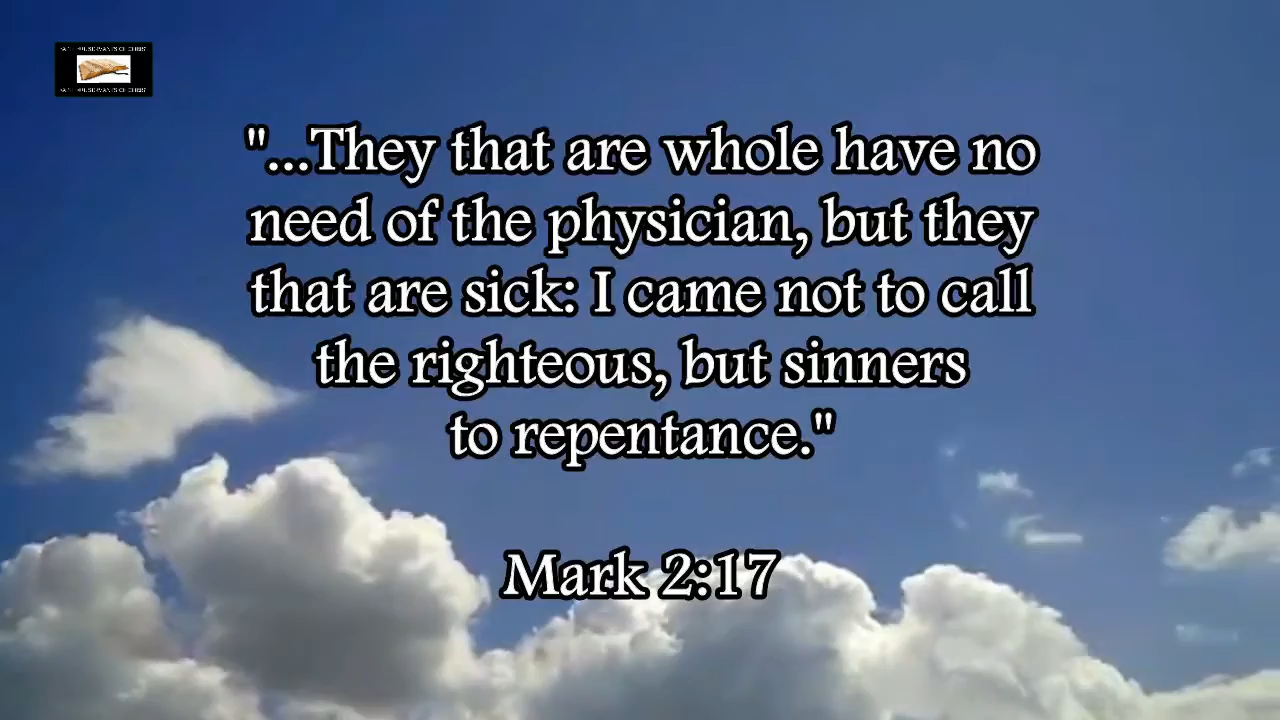 "...They that are whole have no
need of the physician, but they
that are sick: I came not to call
the righteous, but sinners
to repentance."
Mark 2:17